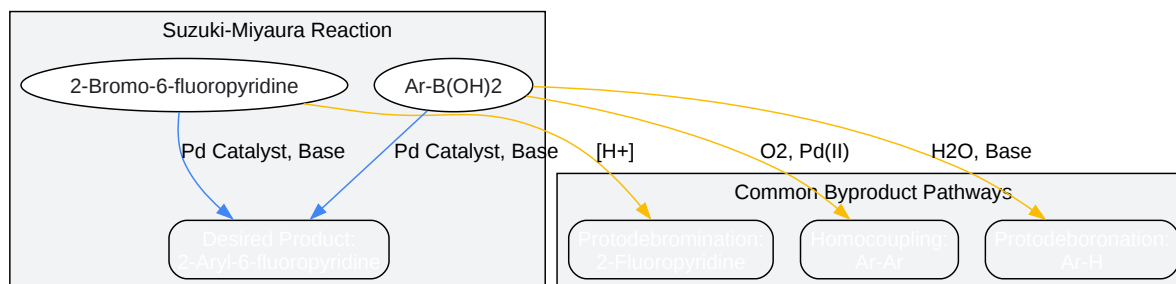 Suzuki-Miyaura Reaction
2-Bromo-6-fluoropyridine
Ar-B(OH)2
Pd Catalyst, Base
Pd Catalyst, Base
[H+]
O2, Pd(II)
H2O, Base
Common Byproduct Pathways
Desired Product:
2-Aryl-6-fluoropyridine
Protodebromination:
2-Fluoropyridine
Homocoupling:
Ar-Ar
Protodeboronation:
Ar-H